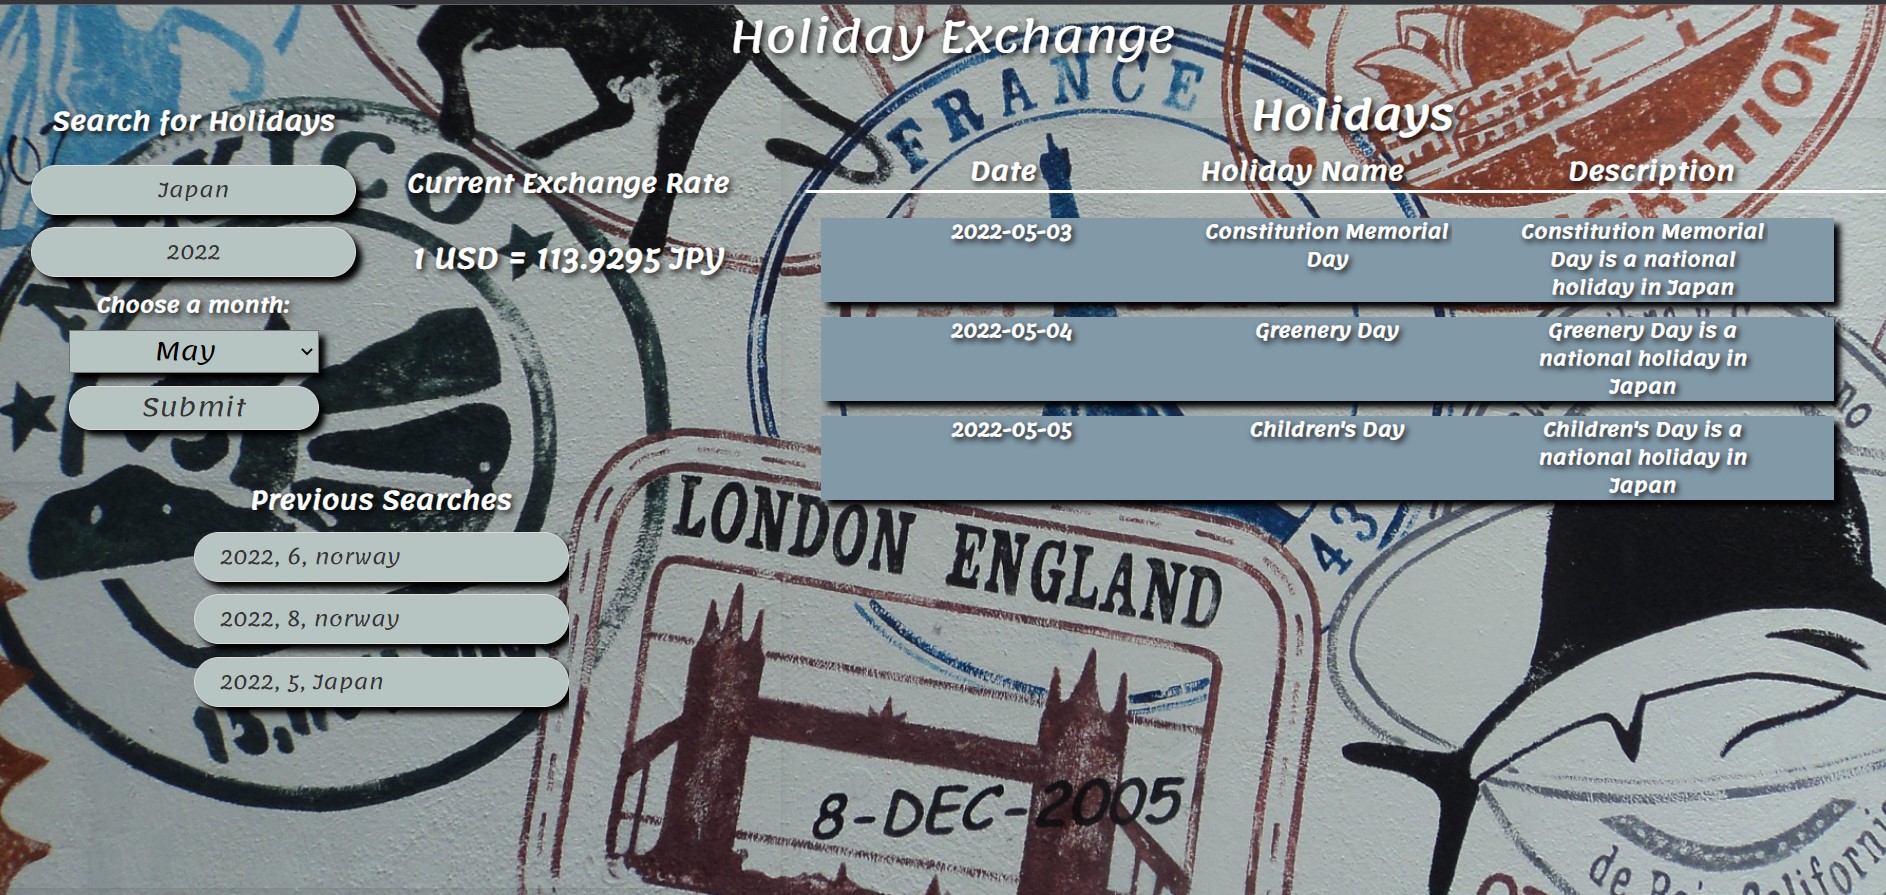 Holiday Exchange
Search for Holidays
Japan
2022
Choose a month:
May
Submit
Current Exchange Rate
1 USD = 113.9295 JPY
Previous Searches
2022, 6, norway
2022, 8, norway
2022, 5, Japan
Holidays
Date Holiday Name Description
2022-05-03 Constitution Memorial Constitution Memorial
Day Day is a national
holiday in Japan
2022-05-04 Greenery Day Greenery Day is a
national holiday in
Japan
2022-05-05 Children's Day Children's Day is a
national holiday in
Japan
FRANCE
LONDON ENGLAND
8-DEC-2005
43